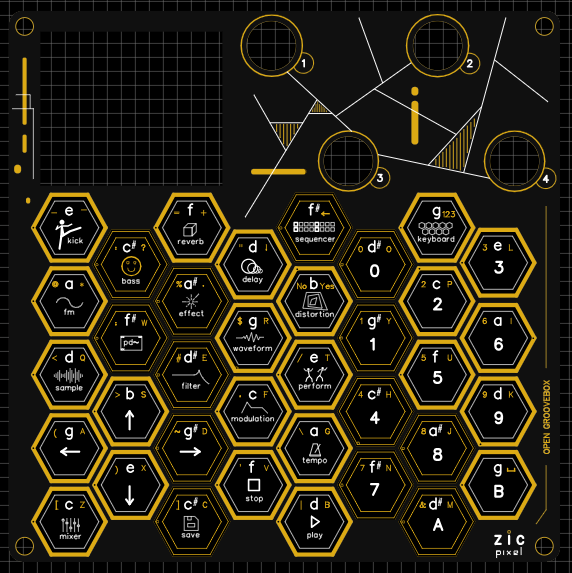 1
2
3
4
- e -
kick
= f +
reverb
f# ←
sequencer
g 123
keyboard
: c# ?
bass
" d I
delay
0 d# O
0
3 e L
3
@ a *
fm
% a# .
effect
No b Yes
distortion
2 c P
2
; f# W
pd~
$ g R
waveform
1 g# Y
1
6 a I
6
< d Q
sample
# d# E
filter
e T
perform
5 f U
5
> b S
↑
, c F
modulation
4 c# H
4
9 d K
9
( g A
←
~ g# D
→
\ a G
tempo
8 a# J
8
) e X
↓
' f V
stop
7 f# N
7
g ␣
B
[ c Z
mixer
] c# C
save
| d B
play
& d# M
A
OPEN GROOVEBOX
zic
pixel